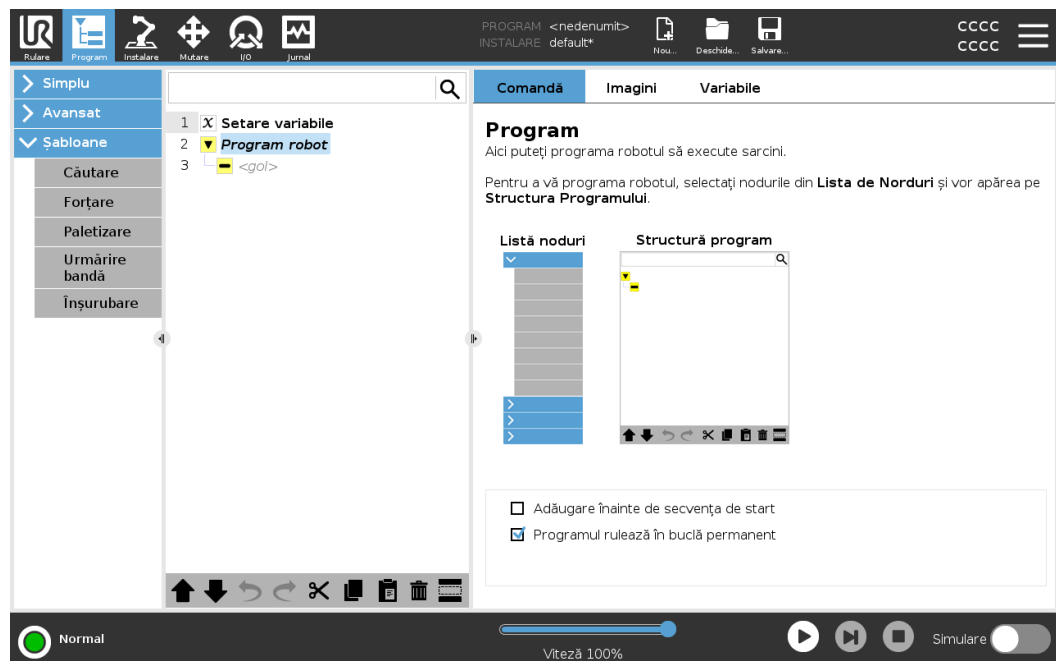 PROGRAM <nedenumit>
INSTALARE default*
Rulare Program Instalare Mutare I/O Jurnal
Nou... Deschide... Salvare...
CCCC
CCCC
Simplu
Avansat
Șabloane
Căutare
Forțare
Paletizare
Urmărire
bandă
Înșurubare
1 X Setare variabile
2 Program robot
3 <gol>
Comandă Imagini Variabile
Program
Aici puteți programa robotul să execute sarcini.
Pentru a vă programa robotul, selectați nodurile din Lista de Norduri și vor apărea pe
Structura Programului.
Listă noduri Structură program
Adăugare înainte de secvența de start
Programul rulează în buclă permanent
Normal
Viteză 100%
Simulare